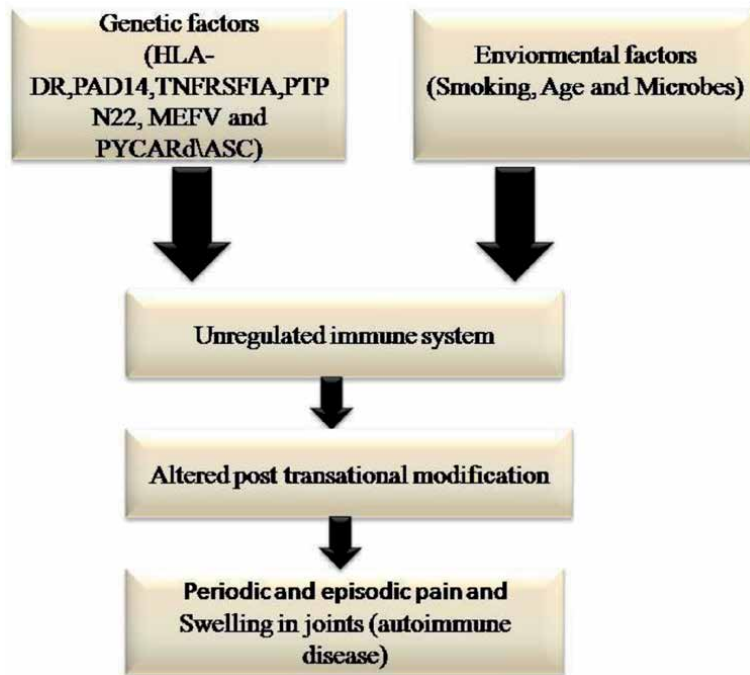 Genetic factors
(HLA-
DR,PAD14,TNFRSFIA,PTP
N22, MEFV and
PYCARd\ASC)
Enviormental factors
(Smoking, Age and Microbes)
Unregulated immune system
Altered post transational modification
Periodic and episodic pain and
Swelling in joints (autoimmune
disease)